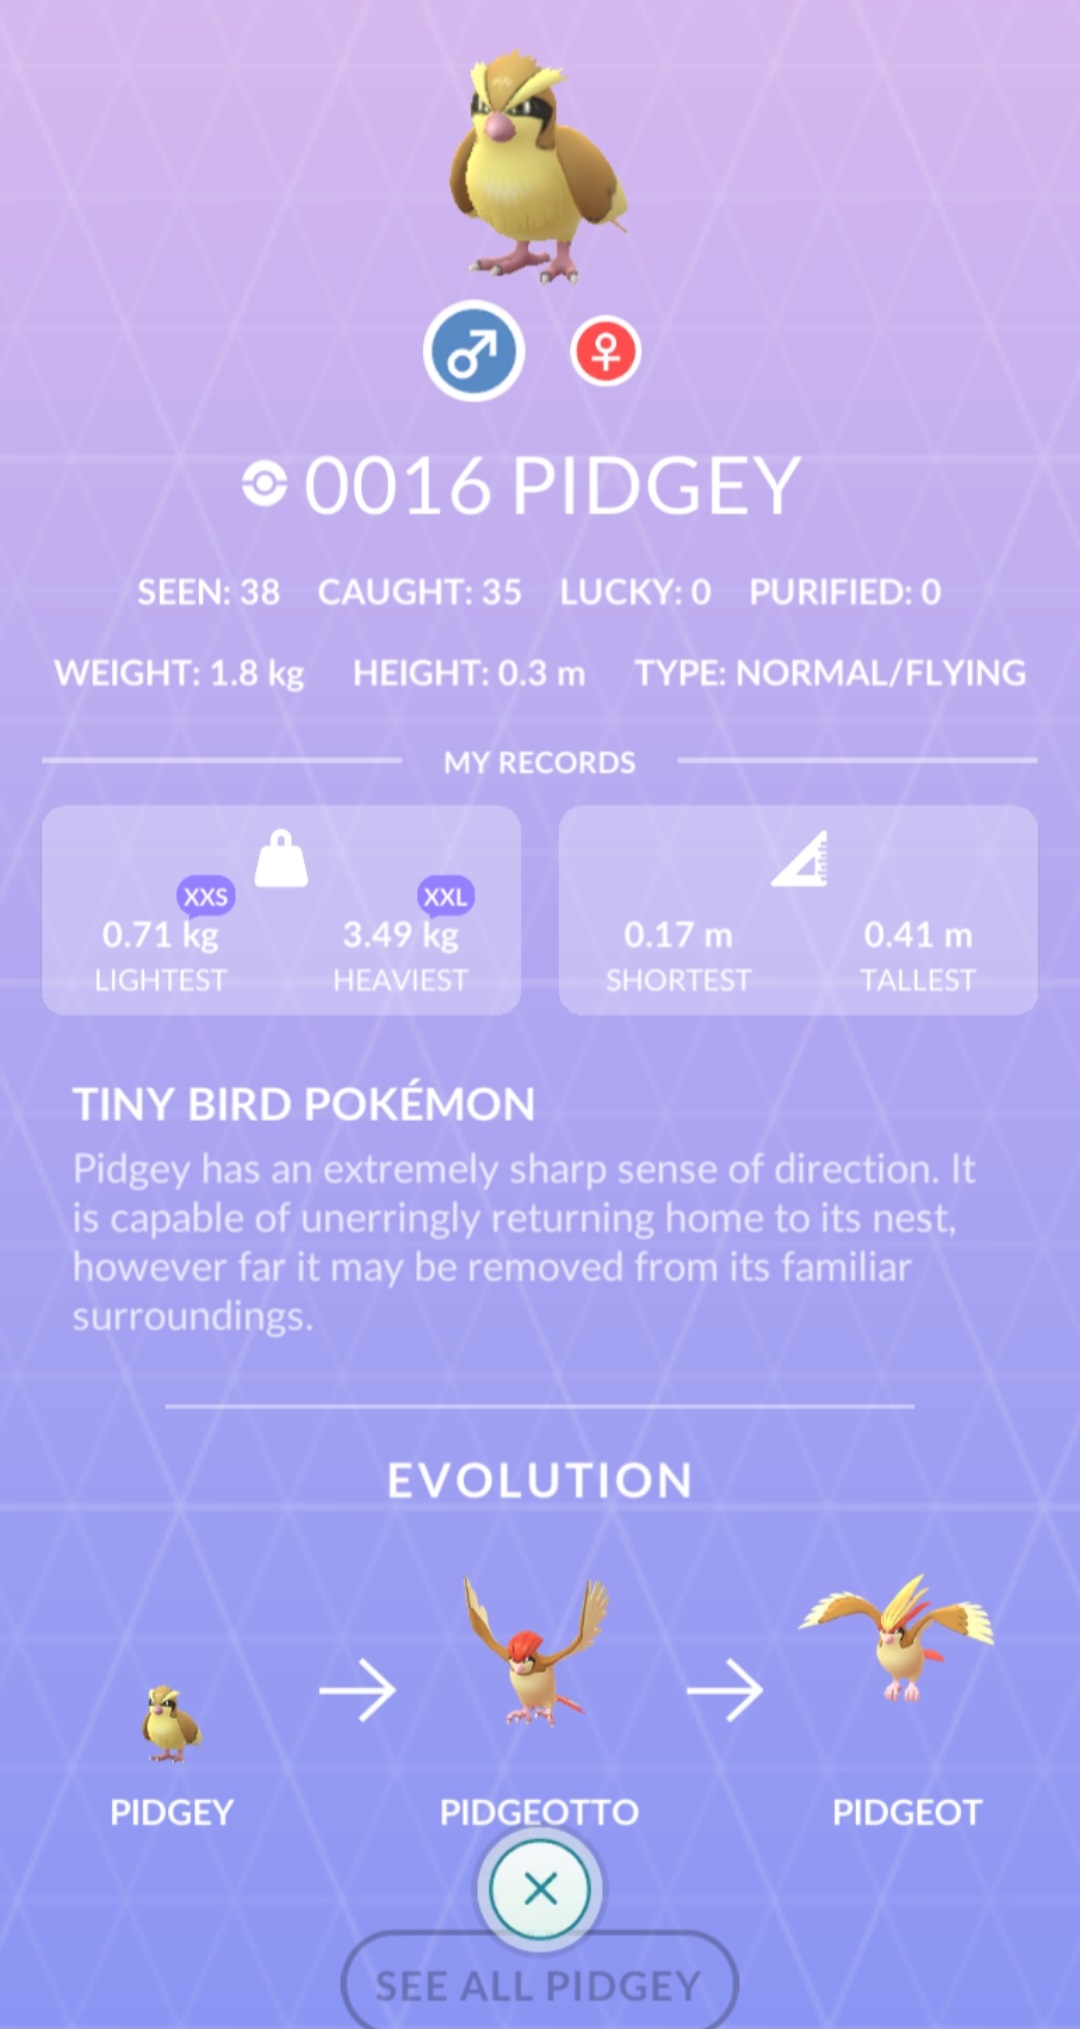 0016 PIDGEY
SEEN: 38 CAUGHT: 35 LUCKY: 0 PURIFIED: 0
WEIGHT: 1.8 kg HEIGHT: 0.3 m TYPE: NORMAL/FLYING
MY RECORDS
XXS XXL
0.71 kg 3.49 kg 0.17 m 0.41 m
LIGHTEST HEAVIEST SHORTEST TALLEST
TINY BIRD POKÉMON
Pidgey has an extremely sharp sense of direction. It
is capable of unerringly returning home to its nest,
however far it may be removed from its familiar
surroundings.
EVOLUTION
PIDGEY PIDGEOTTO PIDGEOT
SEE ALL PIDGEY